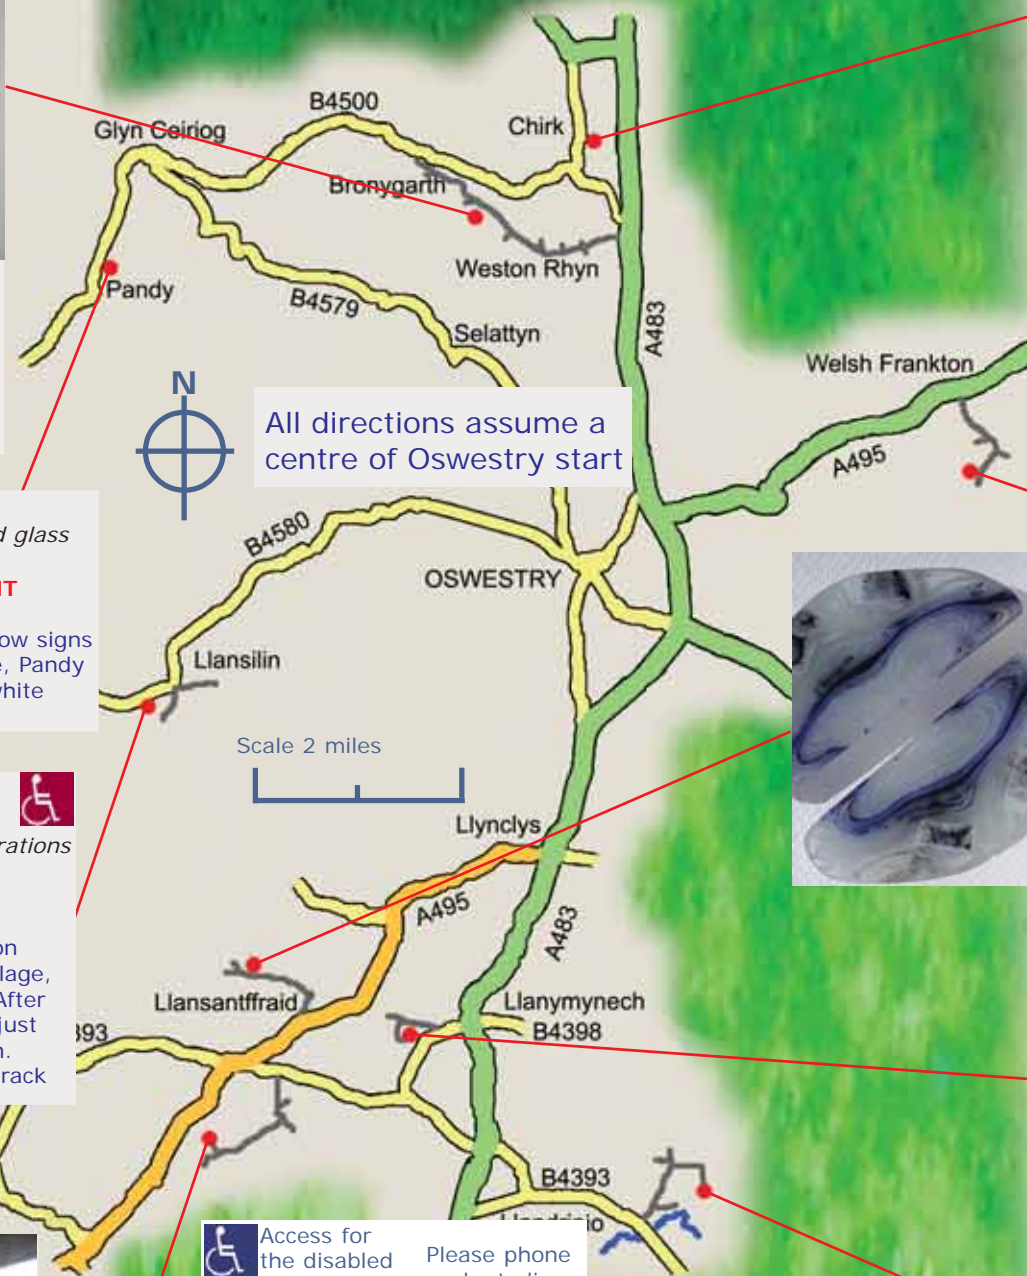 B4500
Glyn Ceiriog
Chirk
Bronygarth
Weston Rhyn
Pandy
B4579
Selattyn
A483
Welsh Frankton
N
All directions assume a
centre of Oswestry start
A495
d glass
B4580
OSWESTRY
IT
ow signs
, Pandy
white
Llansilin
Scale 2 miles
Llynclys
rations
A495
A483
on
lage,
After
just
n.
rack
Llansantffraid
Llanymynech
B4398
393
B4393
Access for
the disabled
Please phone